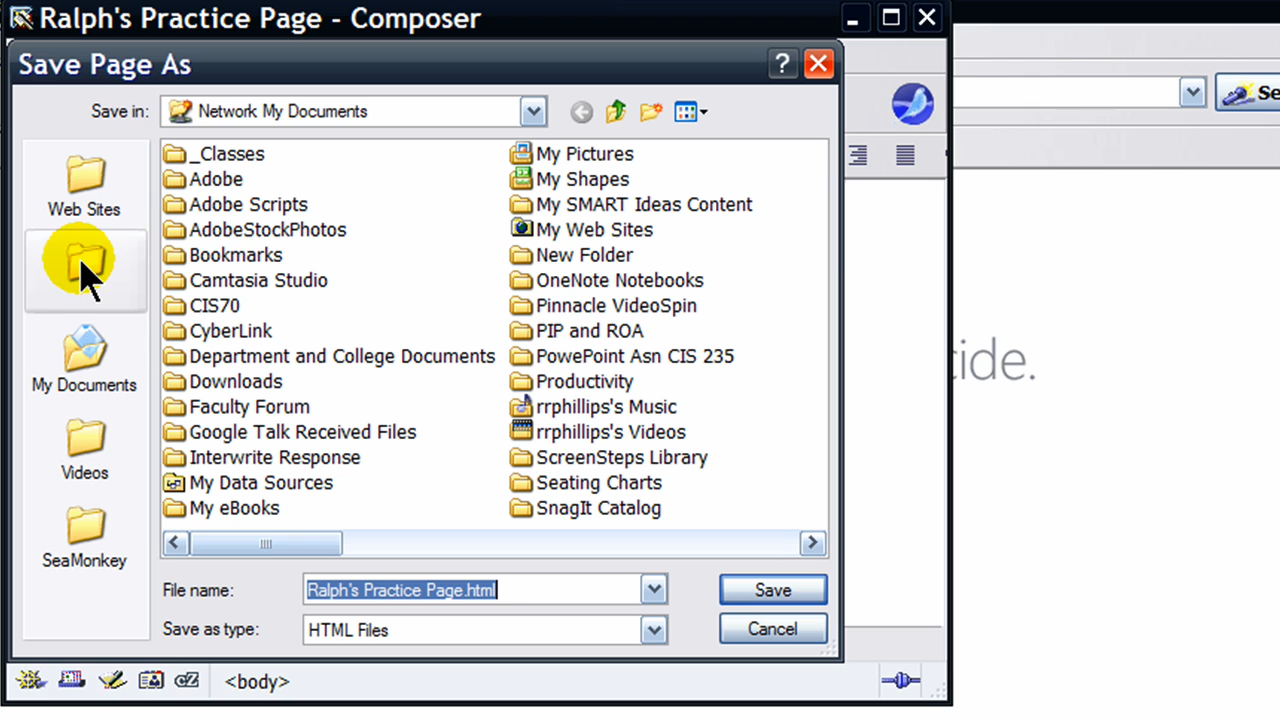 Ralph's Practice Page - Composer
Save Page As
Save in:
Network My Documents
Se
Web Sites
My Documents
Videos
SeaMonkey
_Classes
Adobe
Adobe Scripts
AdobeStockPhotos
Bookmarks
Camtasia Studio
CIS70
CyberLink
Department and College Documents
Downloads
Faculty Forum
Google Talk Received Files
Interwrite Response
My Data Sources
My eBooks
My Pictures
My Shapes
My SMART Ideas Content
My Web Sites
New Folder
OneNote Notebooks
Pinnacle VideoSpin
PIP and ROA
PowePoint Asn CIS 235
Productivity
rrphillips's Music
rrphillips's Videos
ScreenSteps Library
Seating Charts
SnagIt Catalog
cide.
File name:
Ralph's Practice Page.html
Save
Save as type:
HTML Files
Cancel
<body>